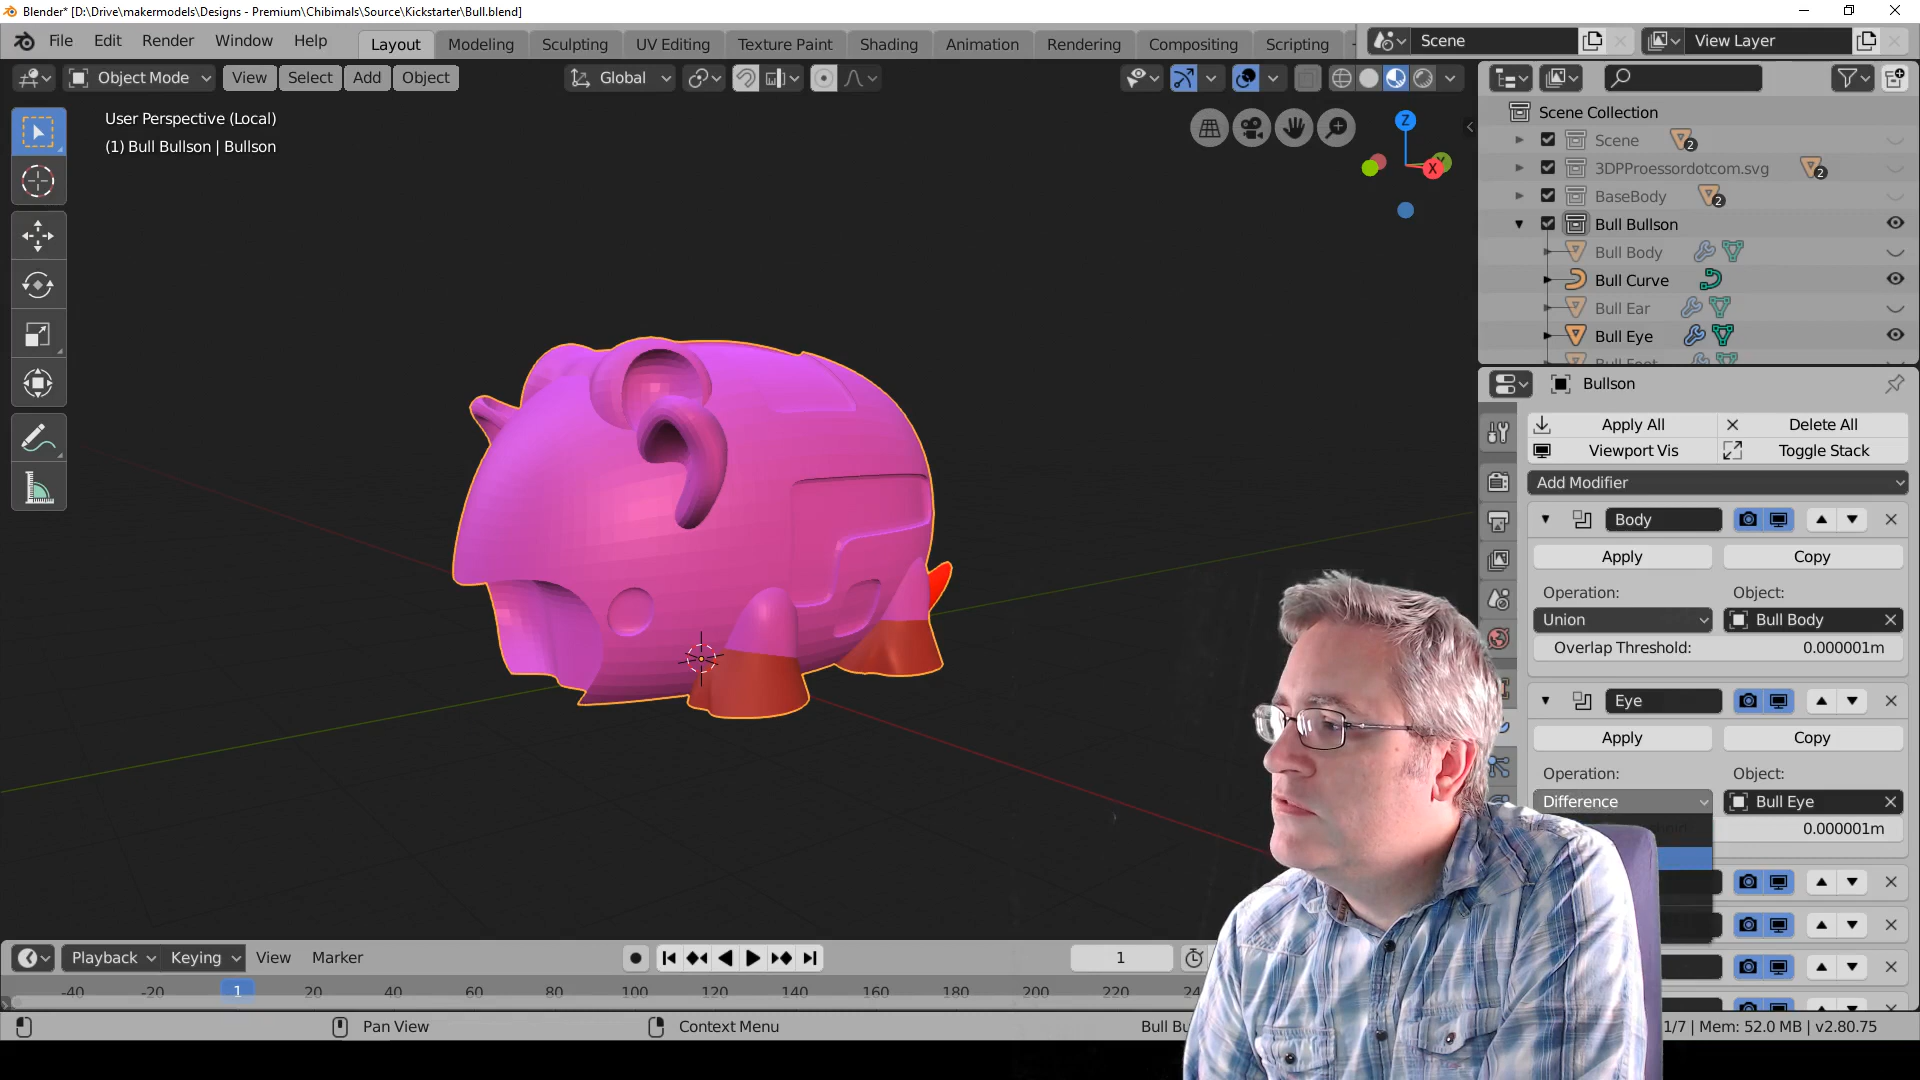 Blender* [D:\Drive\makermodels\Designs - Premium\Chibimals\Source\Kickstarter\Bull.blend]
File Edit Render Window Help Layout Modeling Sculpting UV Editing Texture Paint Shading Animation Rendering Compositing Scripting Scene View Layer
Object Mode View Select Add Object Global
User Perspective (Local)
(1) Bull Bullson | Bullson
Z
X
Scene Collection
Scene 2
3DPProessordotcom.svg 2
BaseBody 2
Bull Bullson
Bull Body
Bull Curve
Bull Ear
Bull Eye
Bull Foot
Bullson
Apply All Delete All
Viewport Vis Toggle Stack
Add Modifier
Body
Apply Copy
Operation: Object:
Union Bull Body
Overlap Threshold: 0.000001m
Eye
Apply Copy
Operation: Object:
Difference Bull Eye
0.000001m
Playback Keying View Marker 1
-40 -20 1 20 40 60 80 100 120 140 160 180 200 220
Pan View Context Menu 1/7 | Mem: 52.0 MB | v2.80.75